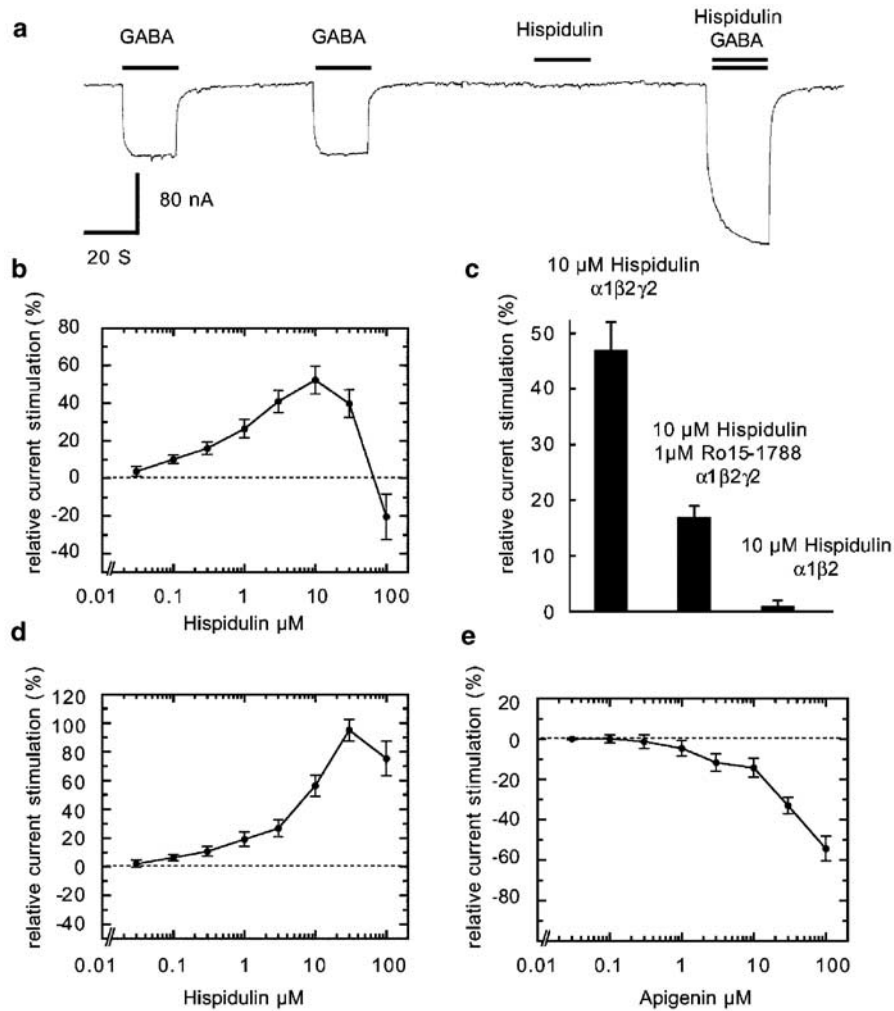 a
GABA
GABA
Hispidulin
Hispidulin
GABA
80 nA
20 S
b
relative current stimulation (%)
80
60
40
20
0
-20
-40
0.01 0.1 1 10 100
Hispidulin µM
c
relative current stimulation (%)
50
40
30
20
10
0
10 µM Hispidulin
α1β2γ2
10 µM Hispidulin
1µM Ro15-1788
α1β2γ2
10 µM Hispidulin
α1β2
d
relative current stimulation (%)
120
100
80
60
40
20
0
-20
-40
0.01 0.1 1 10 100
Hispidulin µM
e
relative current stimulation (%)
20
0
-20
-40
-60
-80
0.01 0.1 1 10 100
Apigenin µM